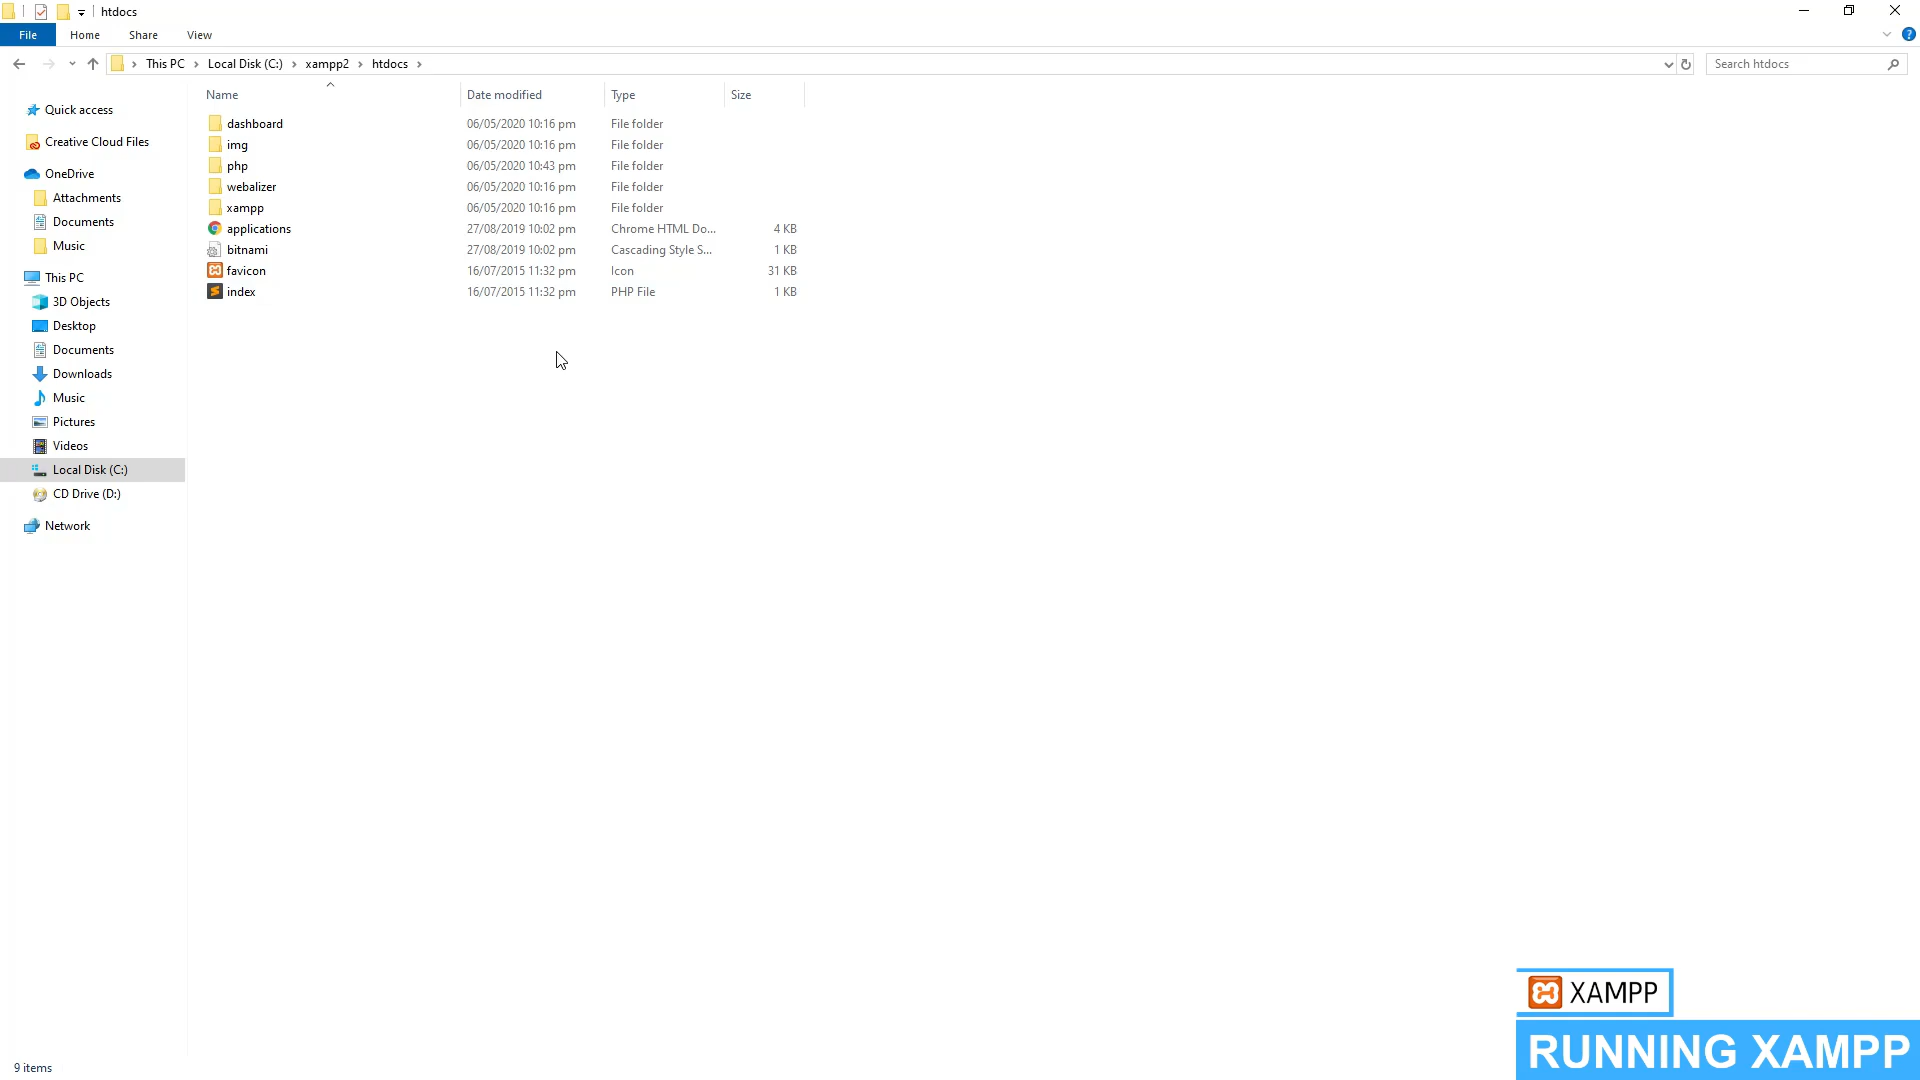 htdocs
File Home Share View
This PC Local Disk (C:) xampp2 htdocs Search htdocs
Name Date modified Type Size
Quick access
Creative Cloud Files
OneDrive
Attachments
Documents
Music
This PC
3D Objects
Desktop
Documents
Downloads
Music
Pictures
Videos
Local Disk (C:)
CD Drive (D:)
Network
dashboard 06/05/2020 10:16 pm File folder
img 06/05/2020 10:16 pm File folder
php 06/05/2020 10:43 pm File folder
webalizer 06/05/2020 10:16 pm File folder
xampp 06/05/2020 10:16 pm File folder
applications 27/08/2019 10:02 pm Chrome HTML Do... 4 KB
bitnami 27/08/2019 10:02 pm Cascading Style S... 1 KB
favicon 16/07/2015 11:32 pm Icon 31 KB
index 16/07/2015 11:32 pm PHP File 1 KB
XAMPP
RUNNING XAMPP
9 items